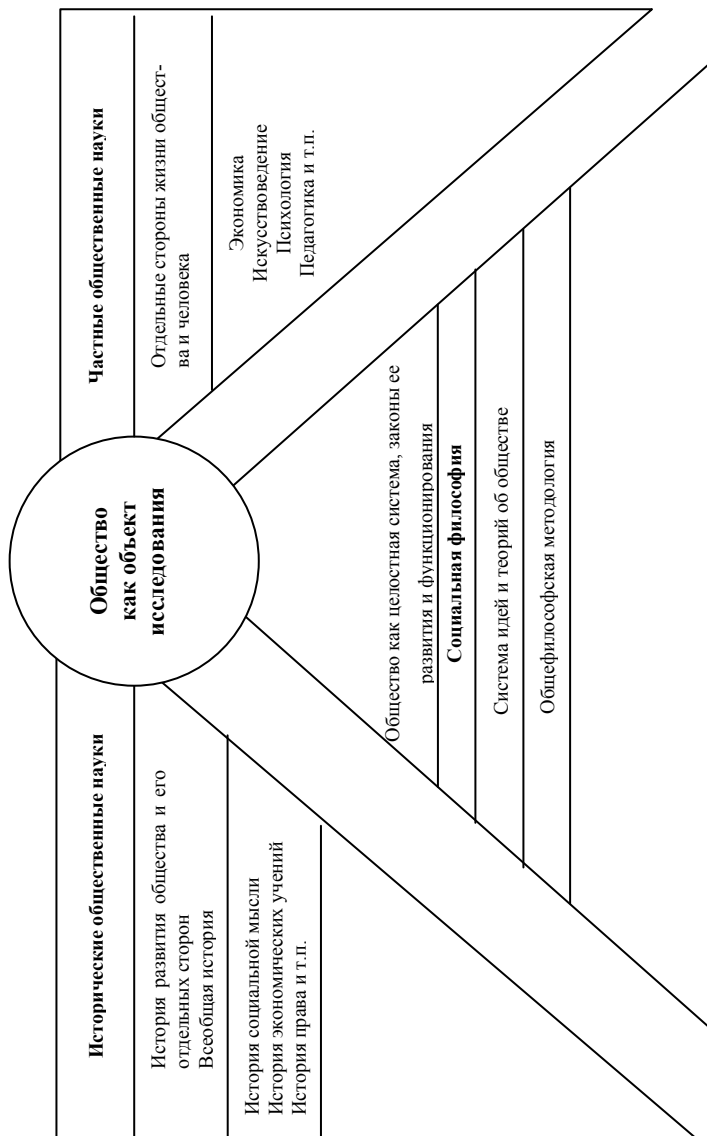 Общество
как объект
исследования
Исторические общественные науки
История развития общества и его
отдельных сторон
Всеобщая история
История социальной мысли
История экономических учений
История права и т.п.
Частные общественные науки
Отдельные стороны жизни общест-
ва и человека
Экономика
Искусствоведение
Психология
Педагогика и т.п.
Общество как целостная система, законы ее
развития и функционирования
Социальная философия
Система идей и теорий об обществе
Общефилософская методология